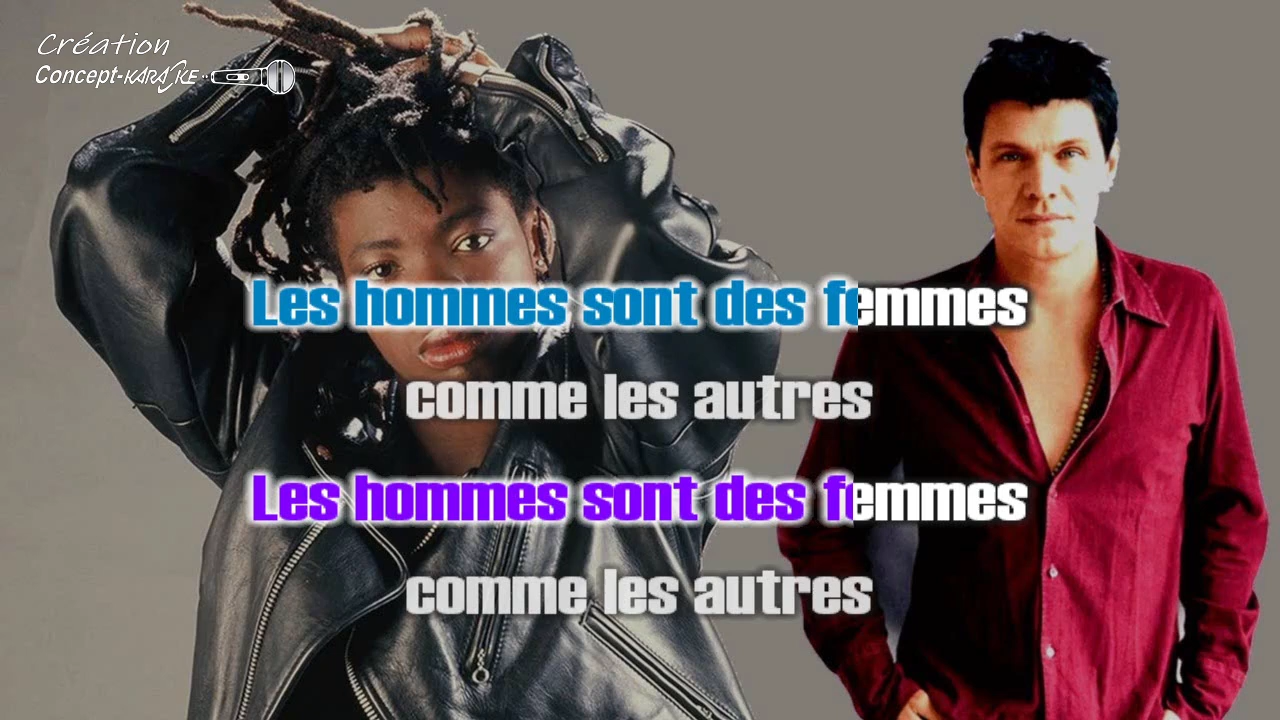 Création
Concept-KARAOKE
Les hommes sont des femmes
comme les autres
Les hommes sont des femmes
comme les autres